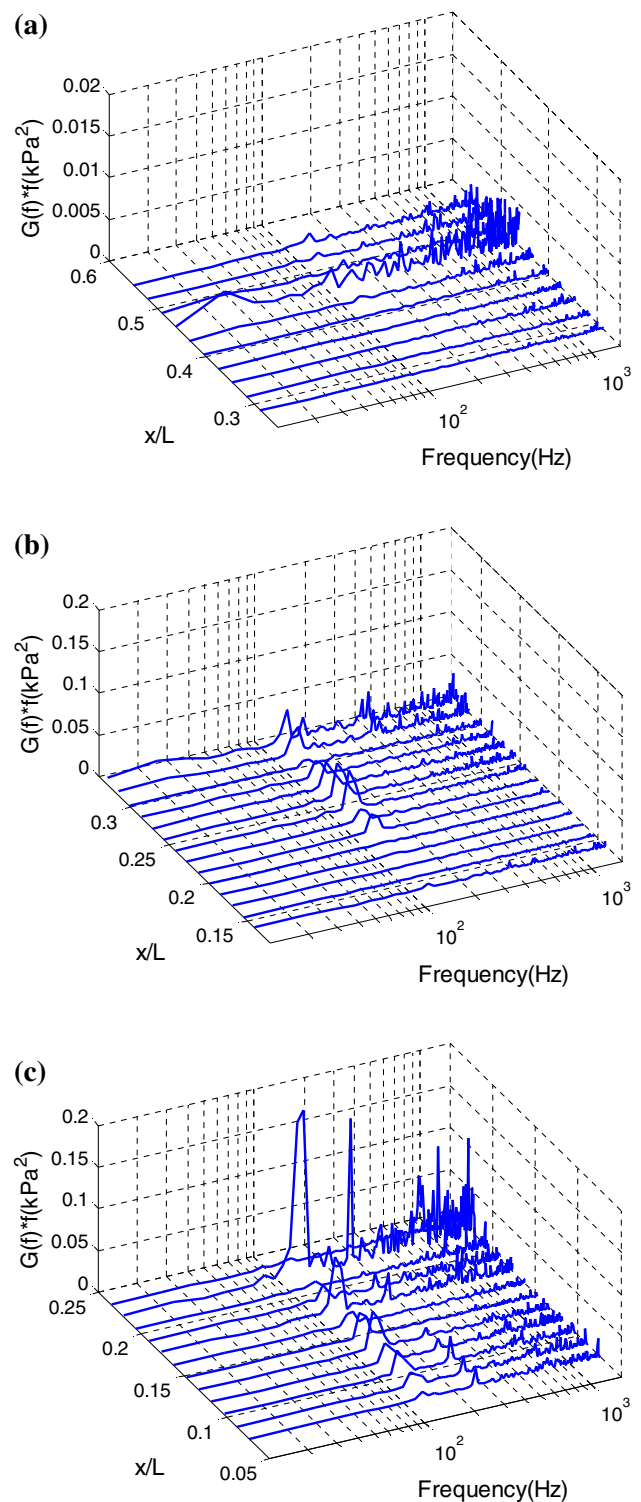 (a)
0.02
0.015
0.01
0.005
0
G(f)*f(kPa²)
0.6
0.5
0.4
0.3
x/L
10²
10³
Frequency(Hz)
(b)
0.2
0.15
0.1
0.05
0
G(f)*f(kPa²)
0.3
0.25
0.2
0.15
x/L
10²
10³
Frequency(Hz)
(c)
0.2
0.15
0.1
0.05
0
G(f)*f(kPa²)
0.25
0.2
0.15
0.1
0.05
x/L
10²
10³
Frequency(Hz)